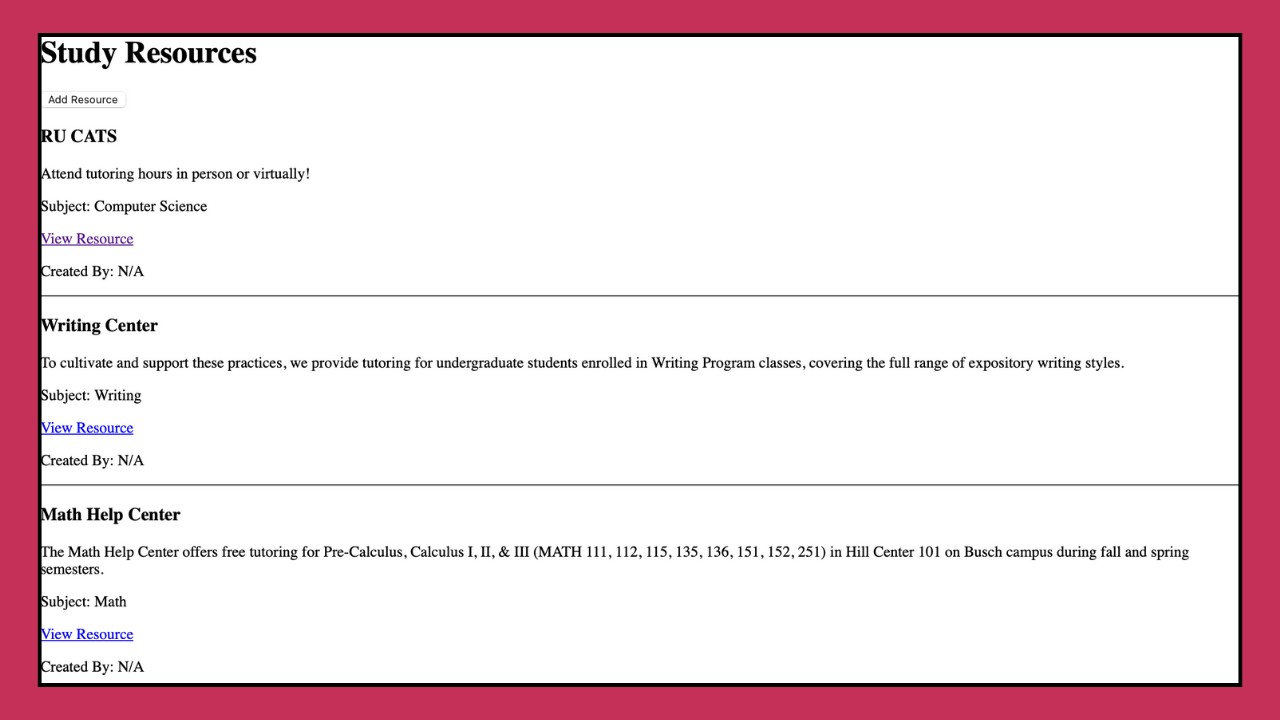 Study Resources
Add Resource
RU CATS
Attend tutoring hours in person or virtually!
Subject: Computer Science
View Resource
Created By: N/A
Writing Center
To cultivate and support these practices, we provide tutoring for undergraduate students enrolled in Writing Program classes, covering the full range of expository writing styles.
Subject: Writing
View Resource
Created By: N/A
Math Help Center
The Math Help Center offers free tutoring for Pre-Calculus, Calculus I, II, & III (MATH 111, 112, 115, 135, 136, 151, 152, 251) in Hill Center 101 on Busch campus during fall and spring
semesters.
Subject: Math
View Resource
Created By: N/A